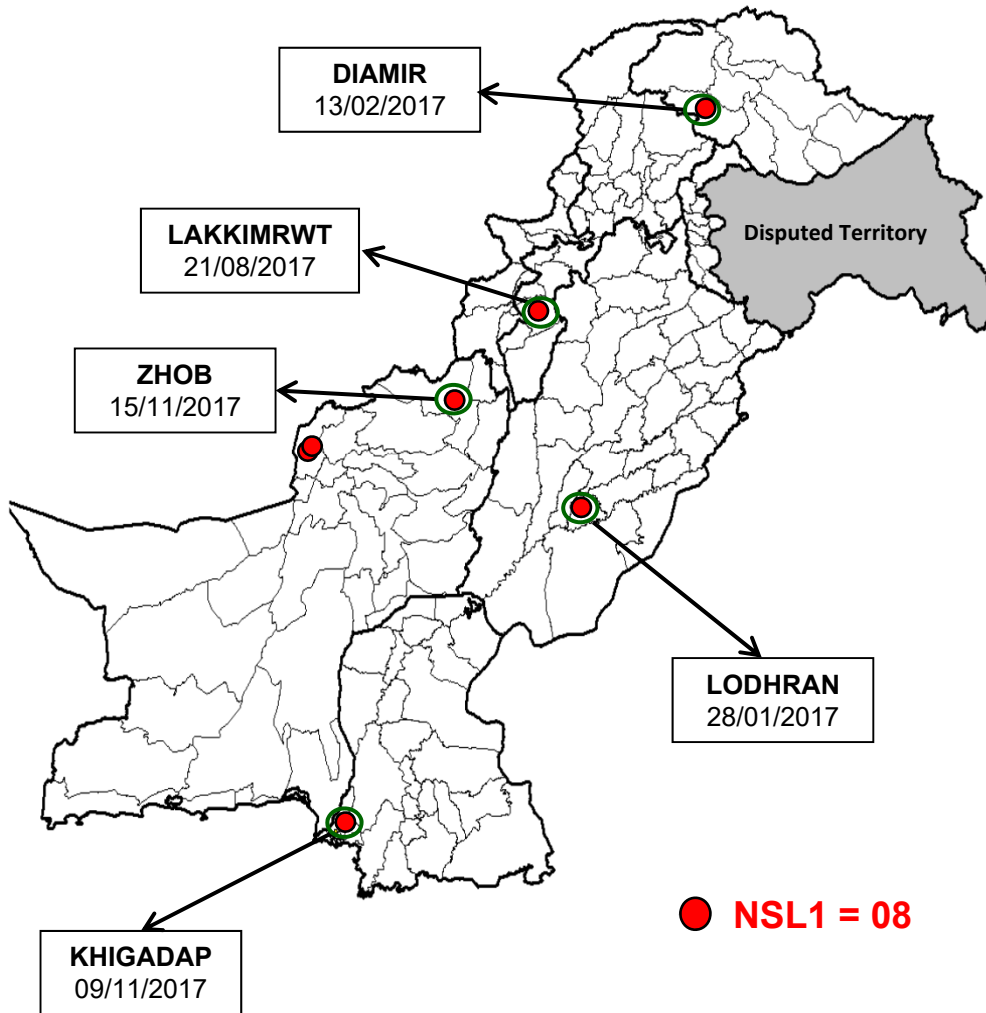 DIAMIR
13/02/2017
LAKKIMRWT
21/08/2017
Disputed Territory
ZHOB
15/11/2017
LODHRAN
28/01/2017
NSL1 = 08
KHIGADAP
09/11/2017